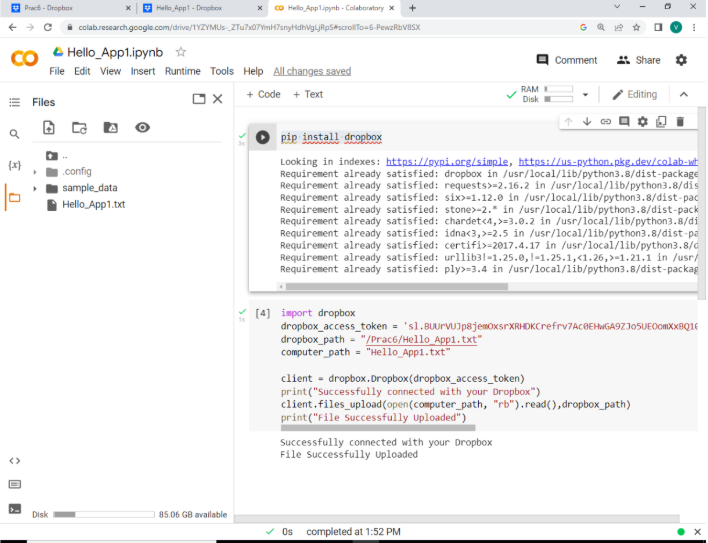 Prac6 - Dropbox
Hello_App1 - Dropbox
Hello_App1.ipynb - Colaboratory
colab.research.google.com/drive/1YZYMUs-_ZTu7x07YmH7snyHdhVgLjRpS#scrollTo=6-PewzRbV8SX
V
Hello_App1.ipynb
File Edit View Insert Runtime Tools Help All changes saved
Comment
Share
Files
+ Code + Text
RAM
Disk
Editing
{x}
..
.config
sample_data
Hello_App1.txt
3s
pip install dropbox
Looking in indexes: https://pypi.org/simple, https://us-python.pkg.dev/colab-wh
Requirement already satisfied: dropbox in /usr/local/lib/python3.8/dist-package
Requirement already satisfied: requests>=2.16.2 in /usr/local/lib/python3.8/dis
Requirement already satisfied: six>=1.12.0 in /usr/local/lib/python3.8/dist-pac
Requirement already satisfied: stone>=2.* in /usr/local/lib/python3.8/dist-pack
Requirement already satisfied: chardet<4,>=3.0.2 in /usr/local/lib/python3.8/di
Requirement already satisfied: idna<3,>=2.5 in /usr/local/lib/python3.8/dist-pa
Requirement already satisfied: certifi>=2017.4.17 in /usr/local/lib/python3.8/d
Requirement already satisfied: urllib3!=1.25.0,!=1.25.1,<1.26,>=1.21.1 in /usr/
Requirement already satisfied: ply>=3.4 in /usr/local/lib/python3.8/dist-packag
1s
[4] import dropbox
dropbox_access_token = 'sl.BUUrVUJp8jemOxsrXRHDKCrefrv7Ac0EHwGA9ZJo5UEOomXxBQ10
dropbox_path = "/Prac6/Hello_App1.txt"
computer_path = "Hello_App1.txt"
client = dropbox.Dropbox(dropbox_access_token)
print("Successfully connected with your Dropbox")
client.files_upload(open(computer_path, "rb").read(),dropbox_path)
print("File Successfully Uploaded")
Successfully connected with your Dropbox
File Successfully Uploaded
Disk
85.06 GB available
0s completed at 1:52 PM